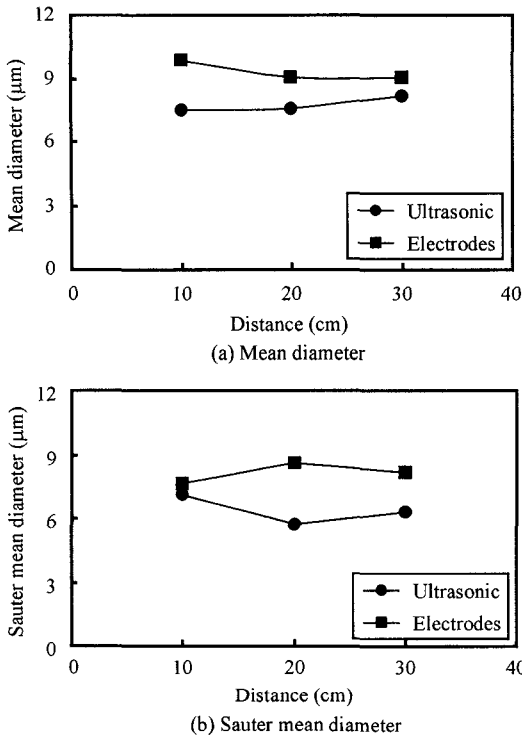 12
9
6
3
0
Mean diameter (μm)
Ultrasonic
Electrodes
0 10 20 30 40
Distance (cm)
(a) Mean diameter
12
9
6
3
0
Sauter mean diameter (μm)
Ultrasonic
Electrodes
0 10 20 30 40
Distance (cm)
(b) Sauter mean diameter